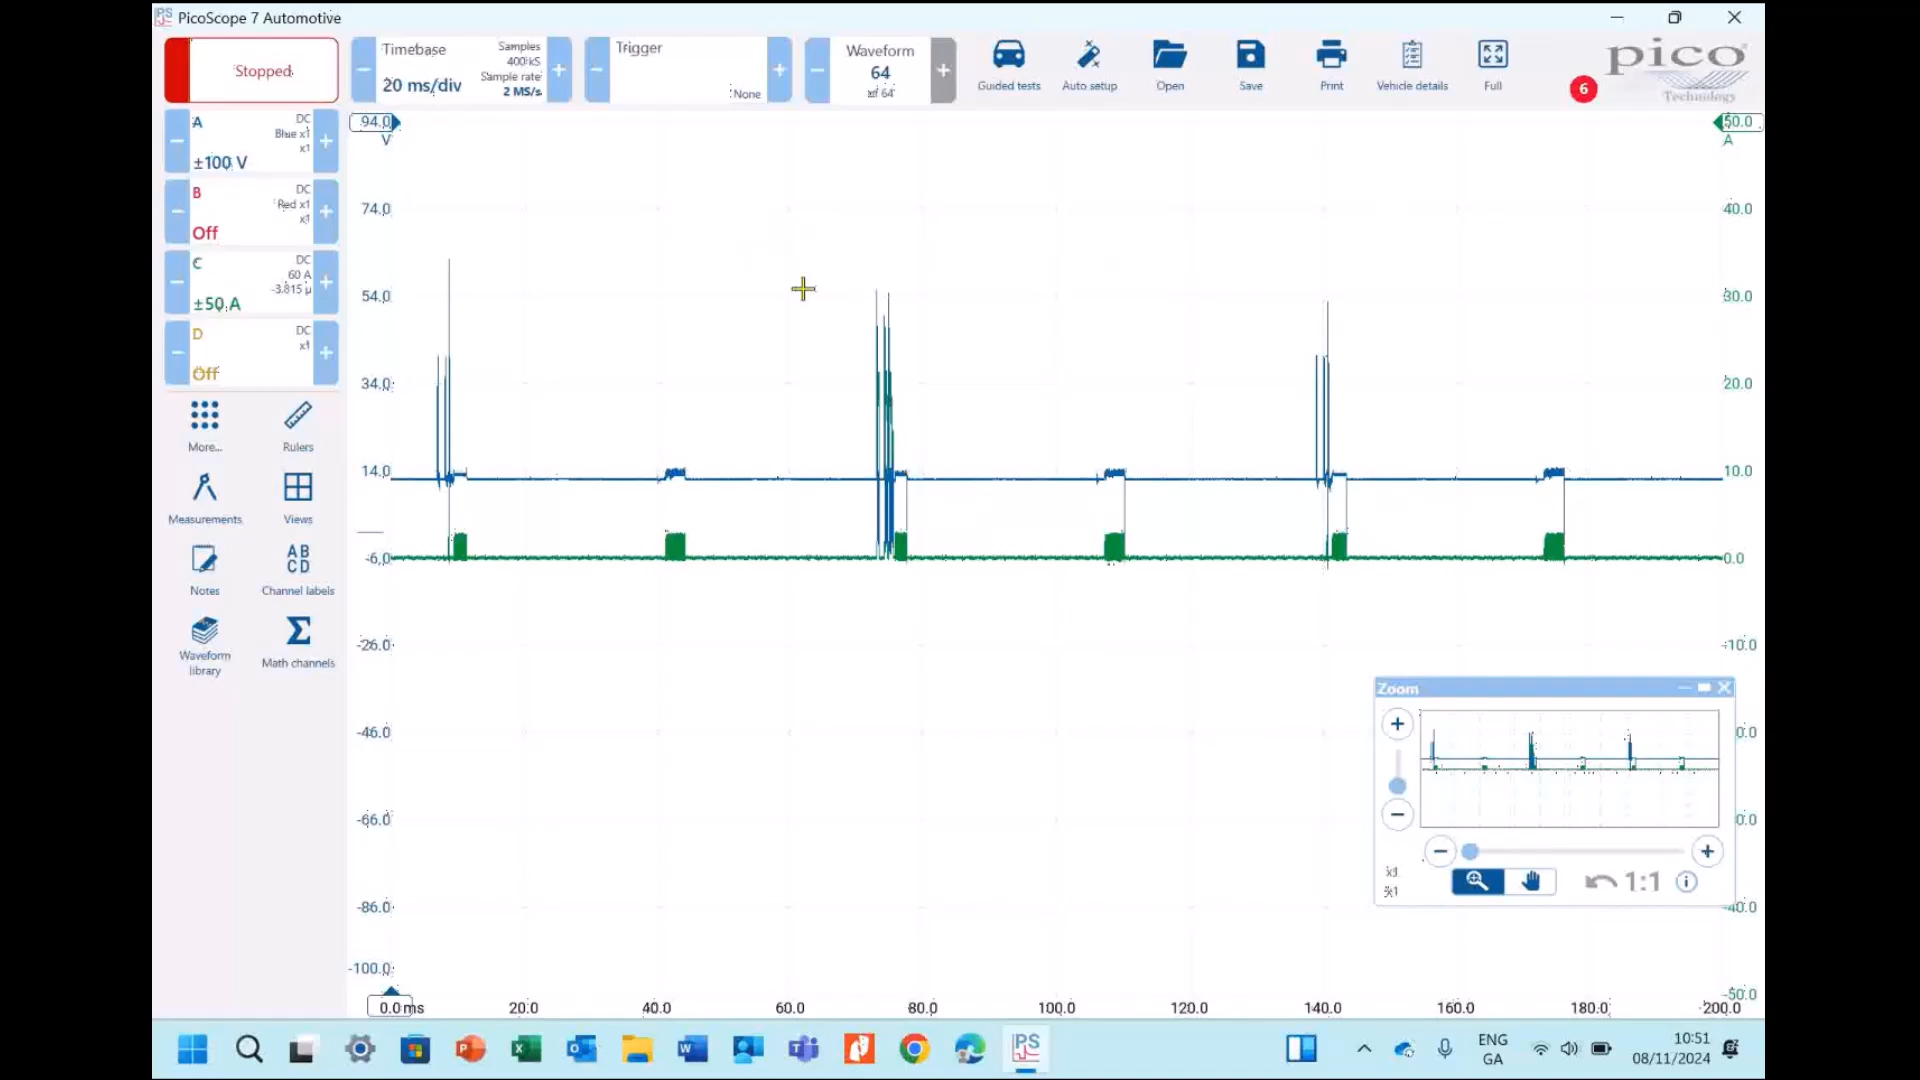 PicoScope 7 Automotive
Stopped
Timebase
20 ms/div
Samples
400 kS
Sample rate
2 MS/s
Trigger
None
Waveform
64
of 64
Guided tests
Auto setup
Open
Save
Print
Vehicle details
Full
6
pico
Technology
A
DC
Blue x1
x1
±100 V
B
DC
Red x1
x1
Off
C
DC
60 A
-3.815 µ
±50 A
D
DC
x1
Off
More...
Rulers
Measurements
Views
Notes
A B
C D
Channel labels
Waveform
library
Σ
Math channels
94.0
V
74.0
54.0
34.0
14.0
-6.0
-26.0
-46.0
-66.0
-86.0
-100.0
50.0
A
40.0
30.0
20.0
10.0
0.0
-10.0
-50.0
0.0 ms
20.0
40.0
60.0
80.0
100.0
120.0
140.0
160.0
180.0
200.0
Zoom
x1
x1
1:1
ENG
GA
10:51
08/11/2024